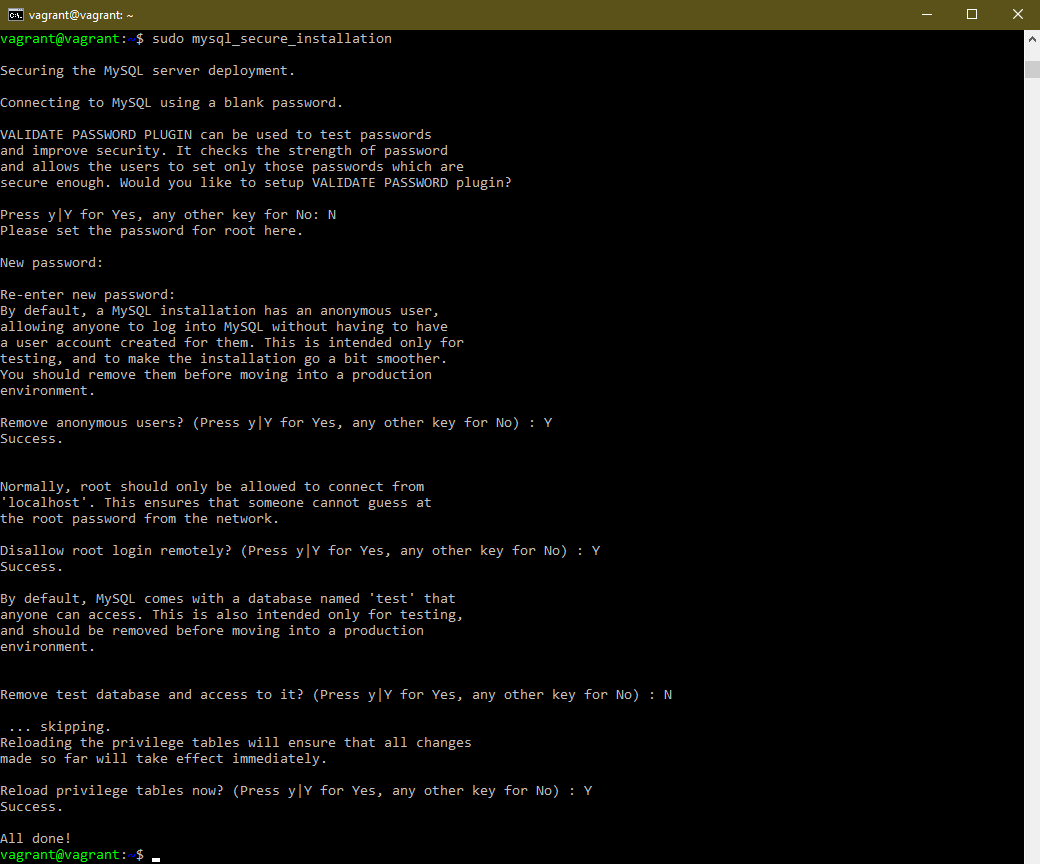 vagrant@vagrant: ~
vagrant@vagrant:~$ sudo mysql_secure_installation
Securing the MySQL server deployment.
Connecting to MySQL using a blank password.
VALIDATE PASSWORD PLUGIN can be used to test passwords
and improve security. It checks the strength of password
and allows the users to set only those passwords which are
secure enough. Would you like to setup VALIDATE PASSWORD plugin?
Press y|Y for Yes, any other key for No: N
Please set the password for root here.
New password:
Re-enter new password:
By default, a MySQL installation has an anonymous user,
allowing anyone to log into MySQL without having to have
a user account created for them. This is intended only for
testing, and to make the installation go a bit smoother.
You should remove them before moving into a production
environment.
Remove anonymous users? (Press y|Y for Yes, any other key for No) : Y
Success.
Normally, root should only be allowed to connect from
'localhost'. This ensures that someone cannot guess at
the root password from the network.
Disallow root login remotely? (Press y|Y for Yes, any other key for No) : Y
Success.
By default, MySQL comes with a database named 'test' that
anyone can access. This is also intended only for testing,
and should be removed before moving into a production
environment.
Remove test database and access to it? (Press y|Y for Yes, any other key for No) : N
... skipping.
Reloading the privilege tables will ensure that all changes
made so far will take effect immediately.
Reload privilege tables now? (Press y|Y for Yes, any other key for No) : Y
Success.
All done!
vagrant@vagrant:~$